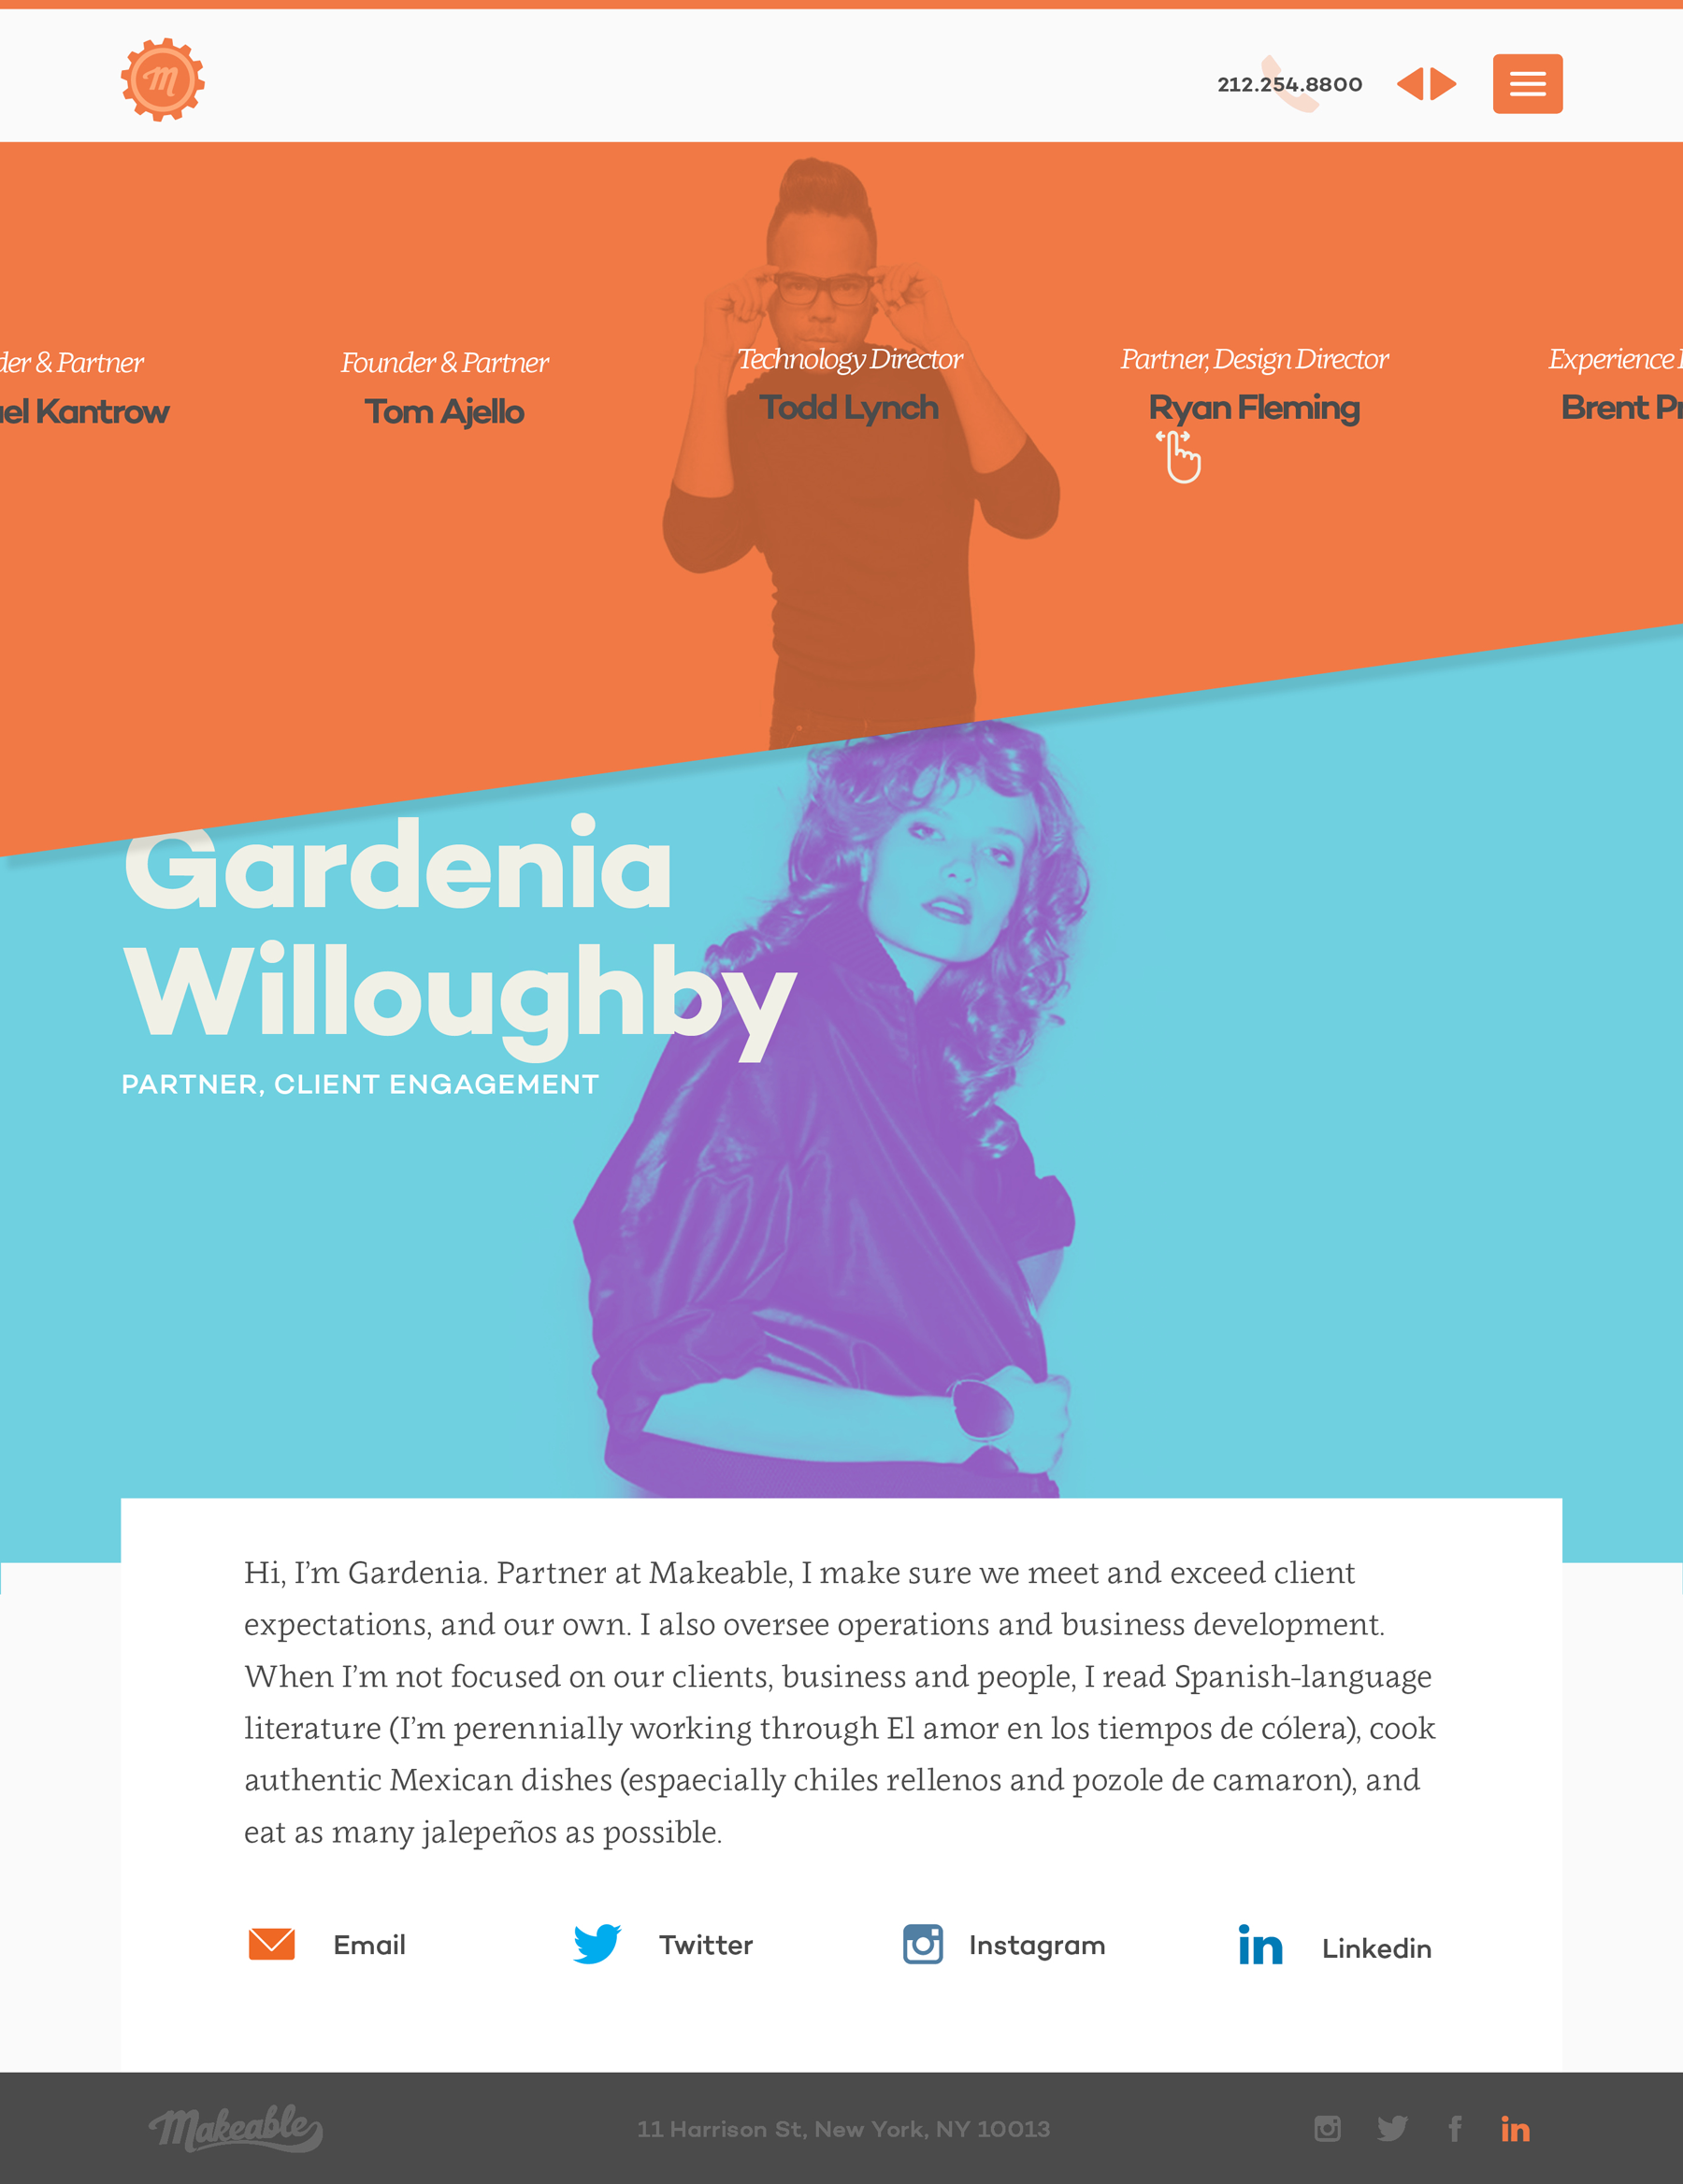 m
212.254.8800
der & Partner
Founder & Partner
Technology Director
Partner, Design Director
Experience
el Kantrow
Tom Ajello
Todd Lynch
Ryan Fleming
Brent
Gardenia
Willoughby
PARTNER, CLIENT ENGAGEMENT
Hi, I’m Gardenia. Partner at Makeable, I make sure we meet and exceed client
expectations, and our own. I also oversee operations and business development.
When I’m not focused on our clients, business and people, I read Spanish-language
literature (I’m perennially working through El amor en los tiempos de cólera), cook
authentic Mexican dishes (espaecially chiles rellenos and pozole de camaron), and
eat as many jalepeños as possible.
Email
Twitter
in
Instagram
Linkedin
Makeable
11 Harrison St, New York, NY 10013
f
in